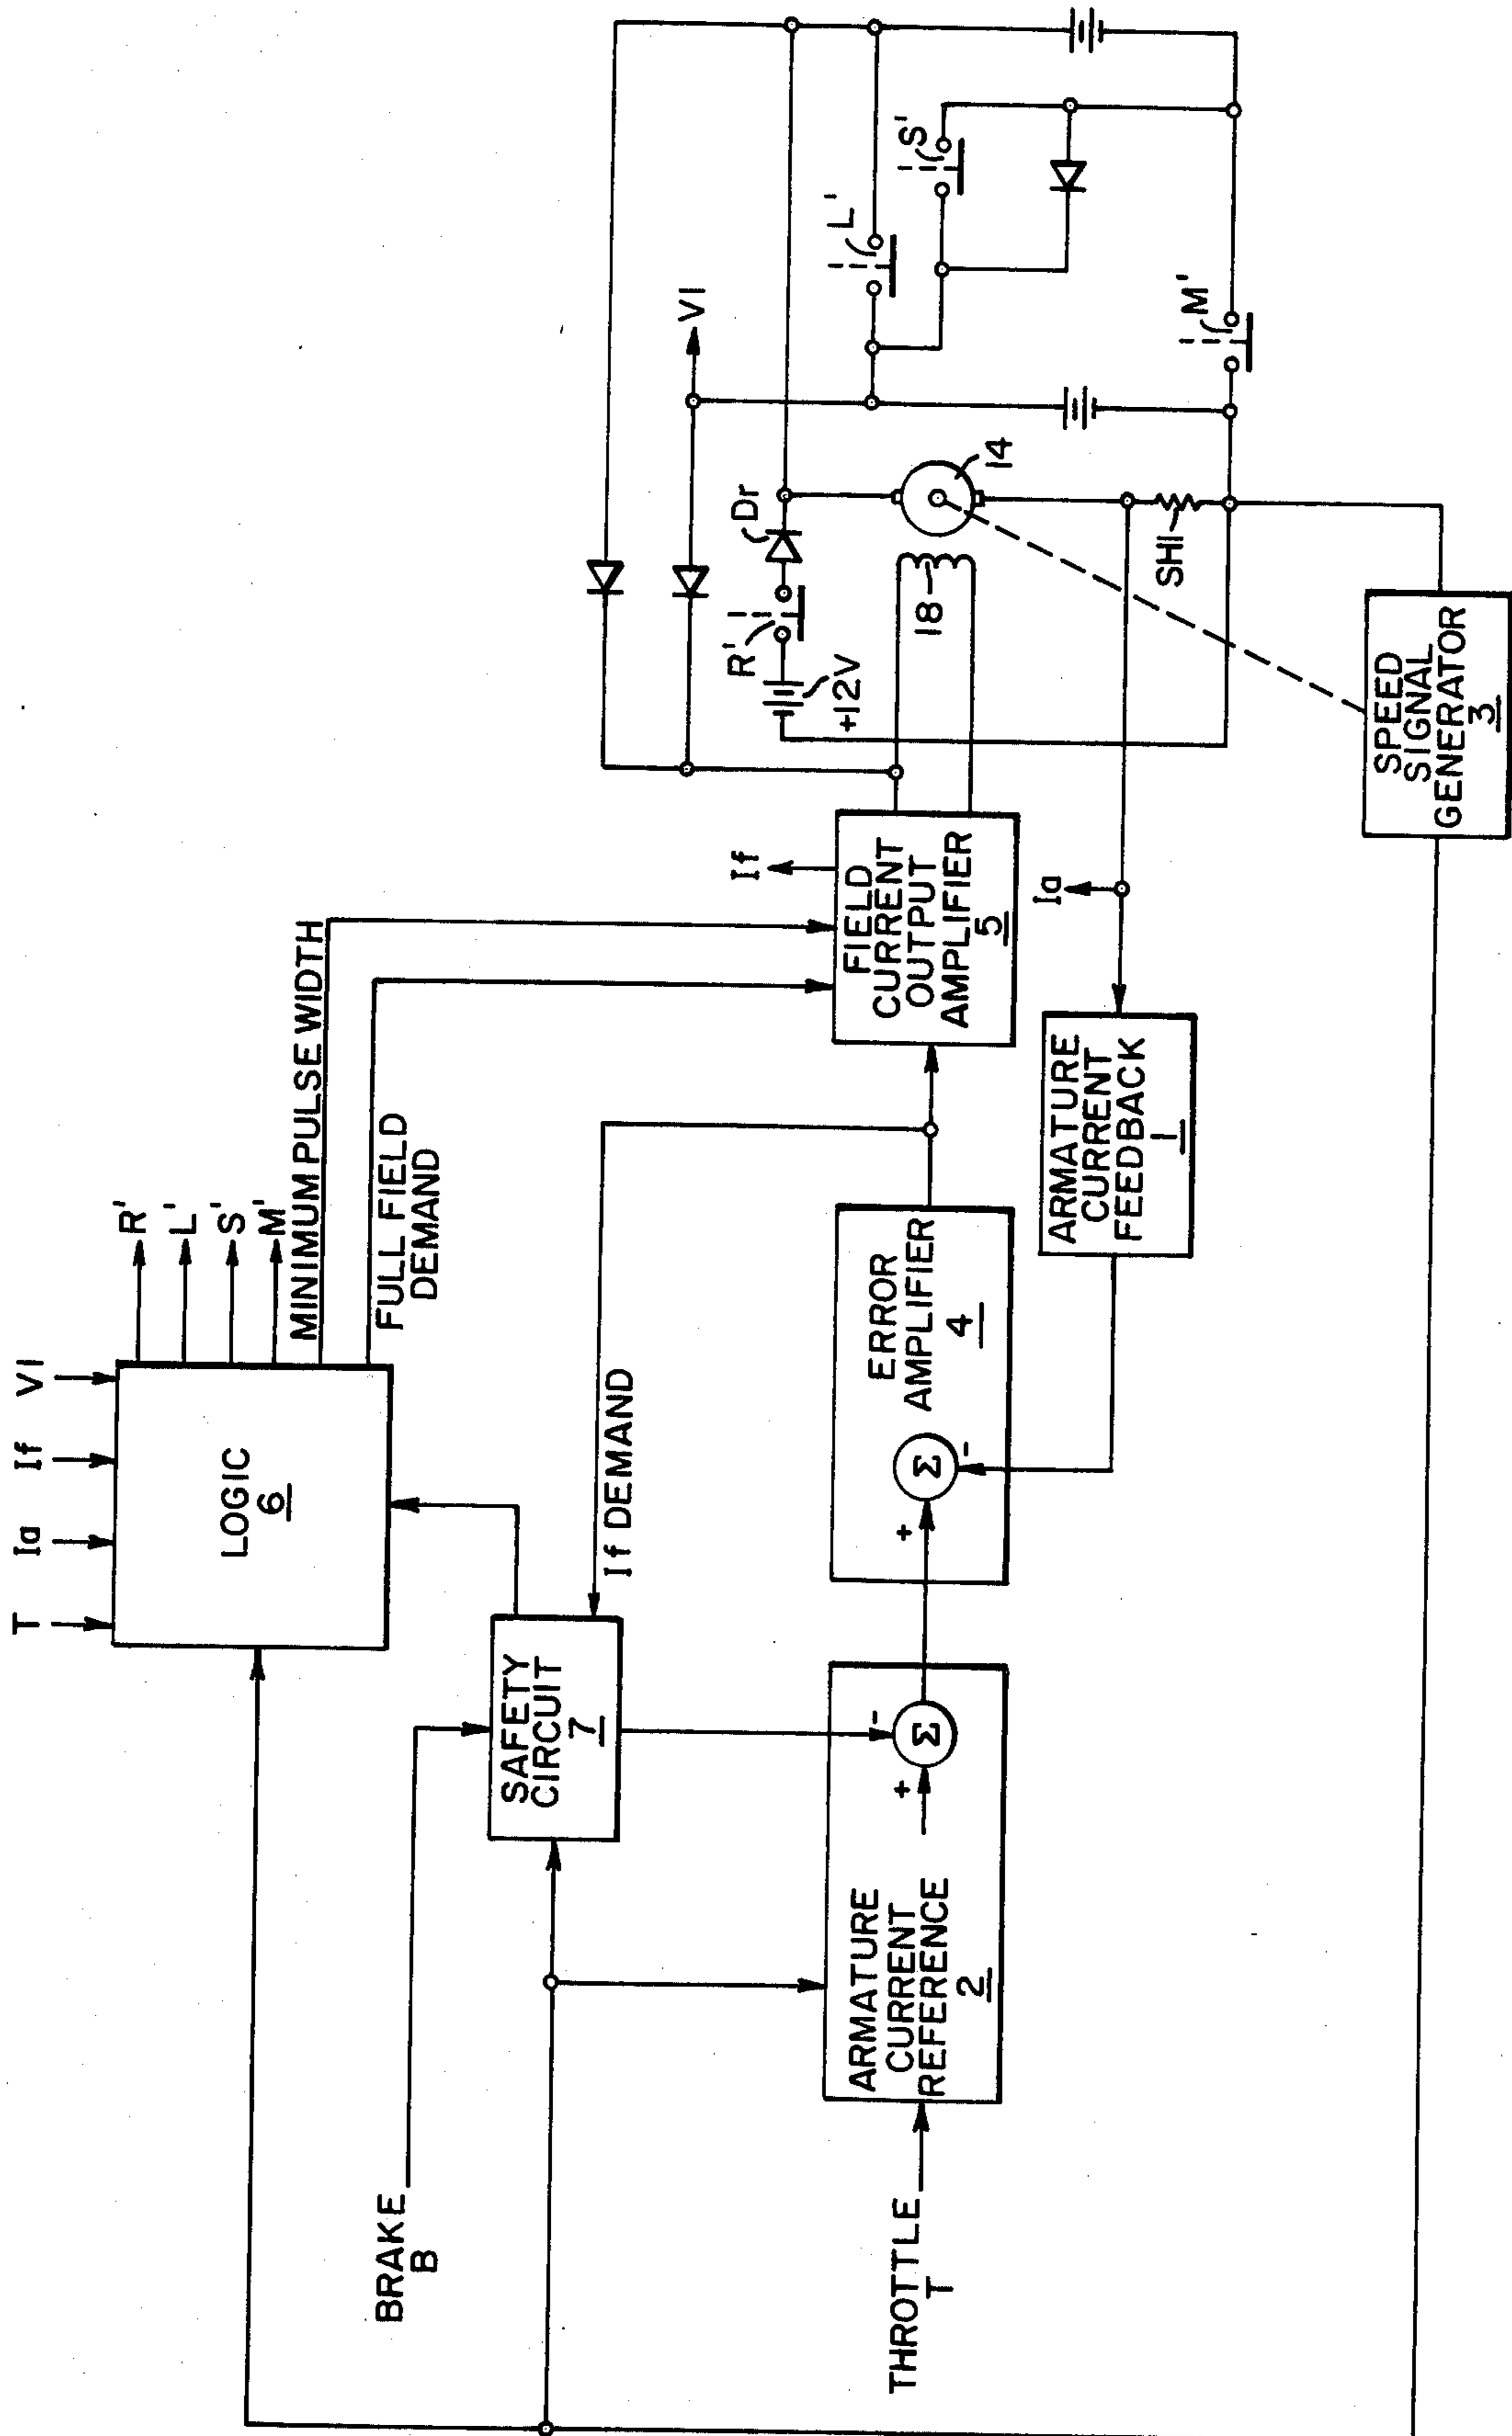 T
Ia
If
V1
LOGIC
6
R'
L'
S'
M'
MINIMUM PULSE WIDTH
FULL FIELD
DEMAND
BRAKE
B
SAFETY
CIRCUIT
7
If DEMAND
THROTTLE
T
ARMATURE
CURRENT
REFERENCE
2
+
-
Σ
+
-
Σ
ERROR
AMPLIFIER
4
ARMATURE
CURRENT
FEEDBACK
1
If
FIELD
CURRENT
OUTPUT
AMPLIFIER
5
Ia
R'
+12V
Dr
18
14
SH1
V1
L'
S'
M'
SPEED
SIGNAL
GENERATOR
3